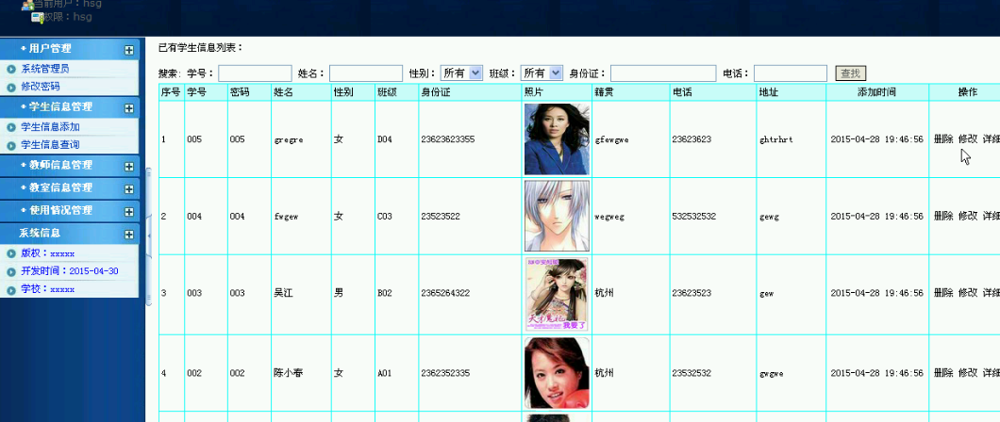 当前用户：hsg
权限：hsg
用户管理
系统管理员
修改密码
学生信息管理
学生信息添加
学生信息查询
教师信息管理
教室信息管理
使用情况管理
系统信息
版权：xxxxx
开发时间：2015-04-30
学校：xxxxx
已有学生信息列表：
搜索: 学号： 姓名： 性别： 所有 班级： 所有 身份证： 电话： 查找
序号 学号 密码 姓名 性别 班级 身份证 照片 籍贯 电话 地址 添加时间 操作
1 005 005 gregre 女 D04 23623623355 gfewgwe 23623623 ghtrhrt 2015-04-28 19:46:56 删除 修改 详细
2 004 004 fwgew 女 C03 23523522 wegweg 532532532 gewg 2015-04-28 19:46:56 删除 修改 详细
3 003 003 吴江 男 B02 2365264322 杭州 23623523 gew 2015-04-28 19:46:56 删除 修改 详细
我要了
4 002 002 陈小春 女 A01 2362352335 杭州 23532532 gwgwe 2015-04-28 19:46:56 删除 修改 详细